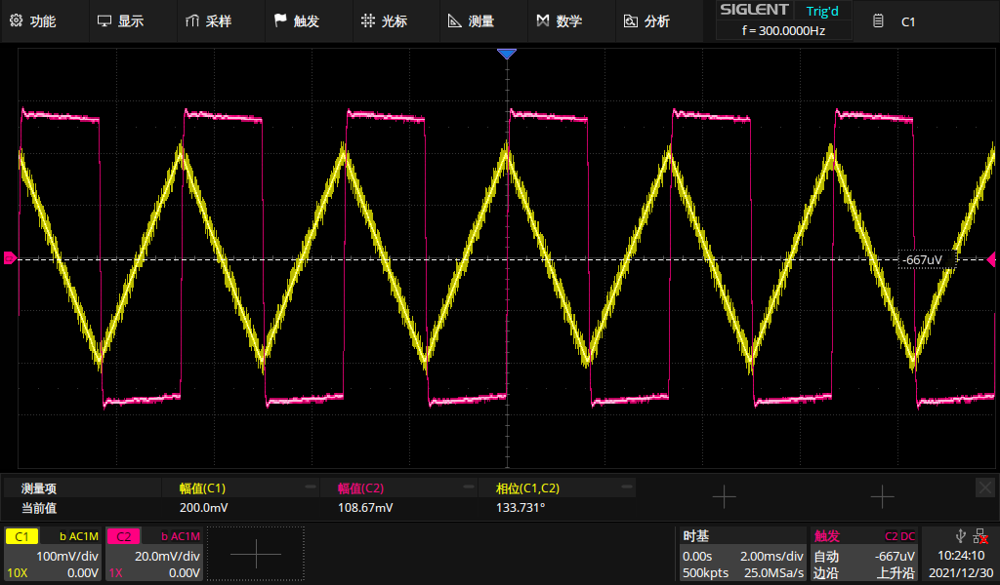 功能 显示 采样 触发 光标 测量 数学 分析 SIGLENT Trig'd C1
f = 300.0000Hz
-667uV
测量项 幅值(C1) 幅值(C2) 相位(C1,C2)
当前值 200.0mV 108.67mV 133.731°
C1 b AC1M C2 b AC1M 时基 触发 C2 DC
100mV/div 20.0mV/div 0.00s 2.00ms/div 自动 -667uV 10:24:10
10X 0.00V 1X 0.00V 500kpts 25.0MSa/s 边沿 上升沿 2021/12/30